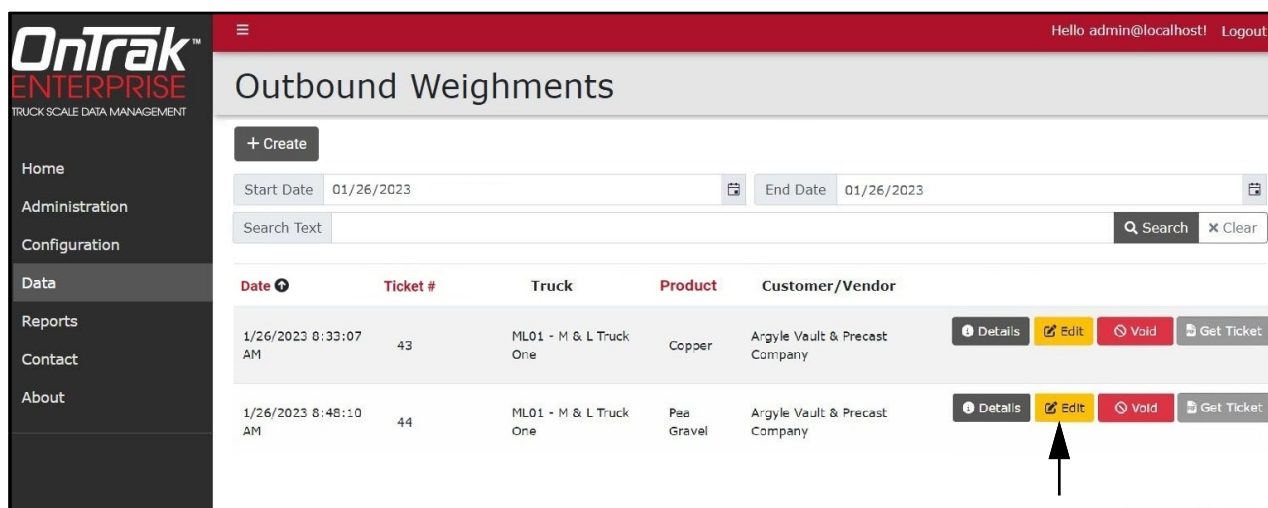 OnTrak™
ENTERPRISE
TRUCK SCALE DATA MANAGEMENT
Home
Administration
Configuration
Data
Reports
Contact
About
Hello admin@localhost! Logout
Outbound Weighments
+ Create
Start Date 01/26/2023 End Date 01/26/2023
Search Text Search × Clear
Date Ticket # Truck Product Customer/Vendor
1/26/2023 8:33:07
AM
43
ML01 - M & L Truck
One
Copper
Argyle Vault & Precast
Company
Details Edit Void Get Ticket
1/26/2023 8:48:10
AM
44
ML01 - M & L Truck
One
Pea
Gravel
Argyle Vault & Precast
Company
Details Edit Void Get Ticket